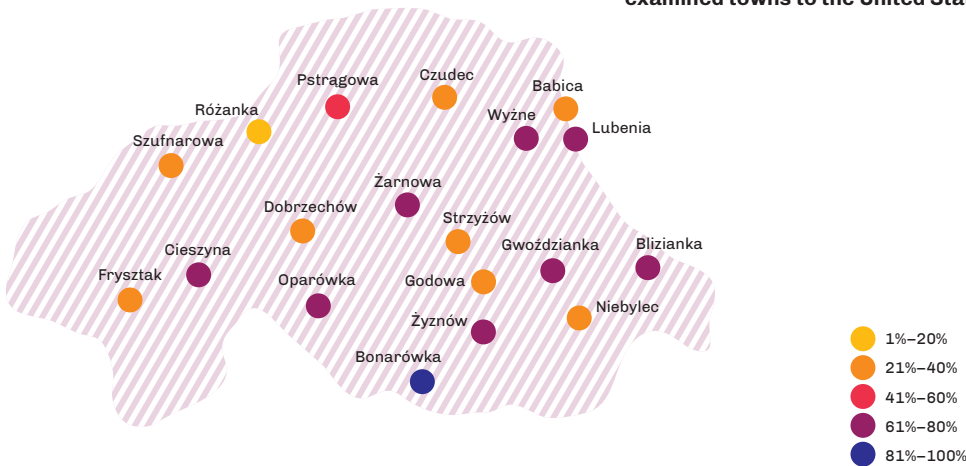 examined towns to the United Sta
Pstrągowa
Czudec
Babica
Różanka
Wyżne
Lubenia
Szufnarowa
Żarnowa
Dobrzechów
Strzyżów
Cieszyna
Gwoździanka
Blizianka
Frysztak
Oparówka
Godowa
Niebylec
Żyznów
Bonarówka
1%–20%
21%–40%
41%–60%
61%–80%
81%–100%